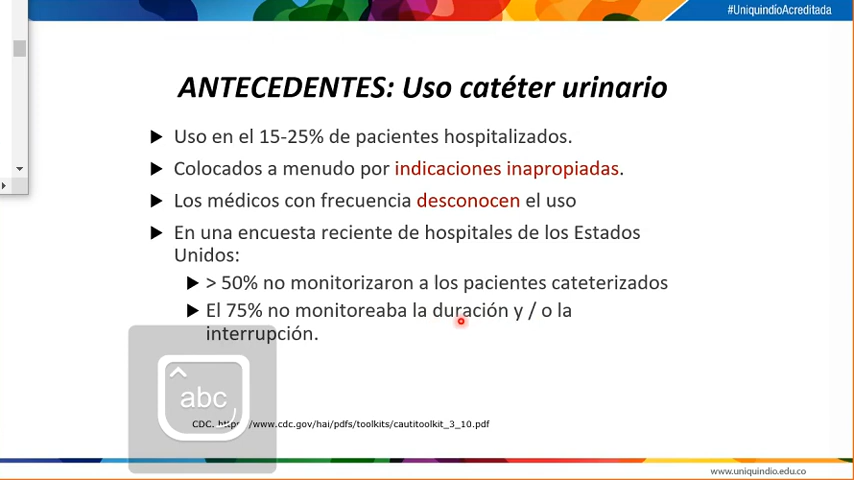 #UniquindíoAcreditada
ANTECEDENTES: Uso catéter urinario
Uso en el 15-25% de pacientes hospitalizados.
Colocados a menudo por indicaciones inapropiadas.
Los médicos con frecuencia desconocen el uso
En una encuesta reciente de hospitales de los Estados
Unidos:
> 50% no monitorizaron a los pacientes cateterizados
El 75% no monitoreaba la duración y / o la
interrupción.
abc
CDC. https://www.cdc.gov/hai/pdfs/toolkits/cautitoolkit_3_10.pdf
www.uniquindio.edu.co